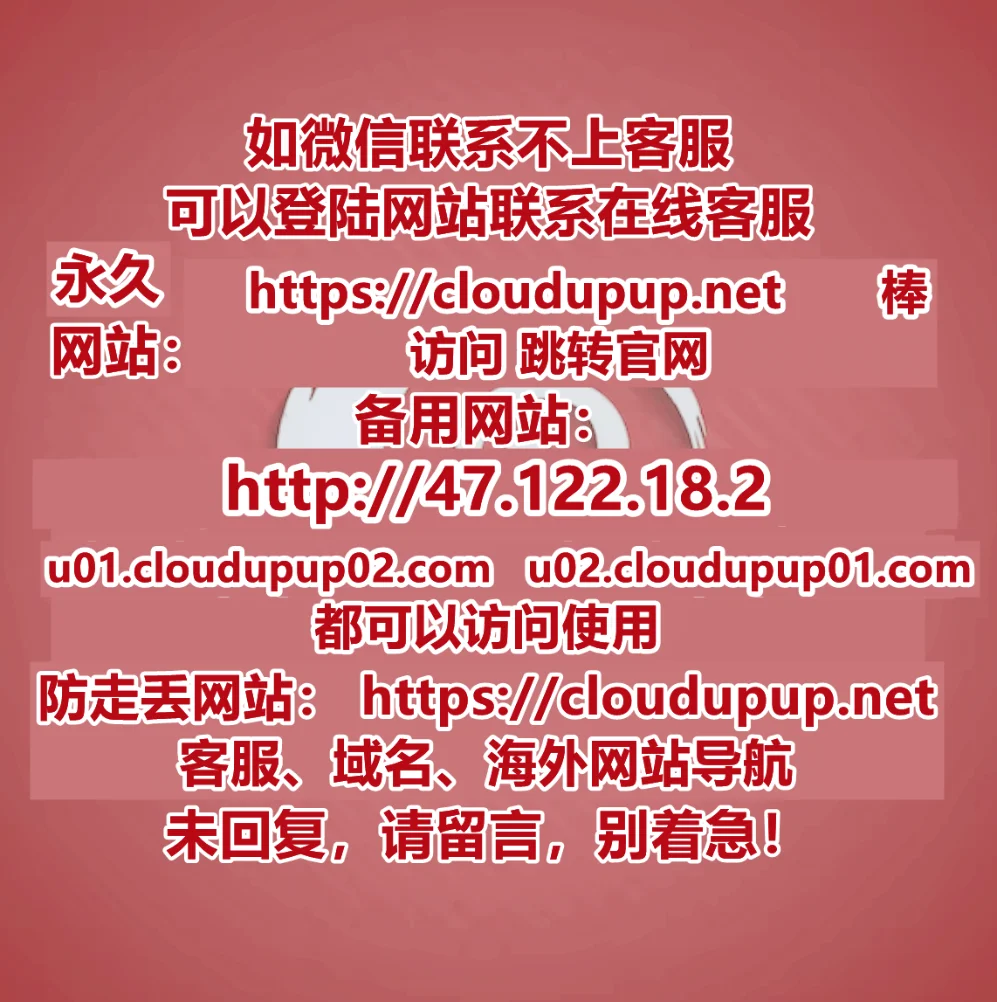 如微信联系不上客服
可以登陆网站联系在线客服
永久网站： https://cloudupup.net 棒
访问 跳转官网
备用网站：
http://47.122.18.2
u01.cloudupup02.com u02.cloudupup01.com
都可以访问使用
防走丢网站： https://cloudupup.net
客服、域名、海外网站导航
未回复，请留言，别着急！